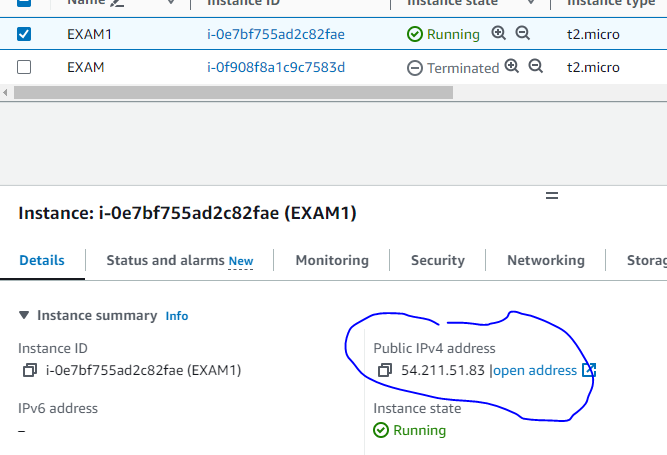 Name Instance ID Instance state Instance type
EXAM1 i-0e7bf755ad2c82fae Running t2.micro
EXAM i-0f908f8a1c9c7583d Terminated t2.micro
Instance: i-0e7bf755ad2c82fae (EXAM1)
Details Status and alarms New Monitoring Security Networking Storag
Instance summary Info
Instance ID Public IPv4 address
i-0e7bf755ad2c82fae (EXAM1) 54.211.51.83 |open address
IPv6 address Instance state
– Running